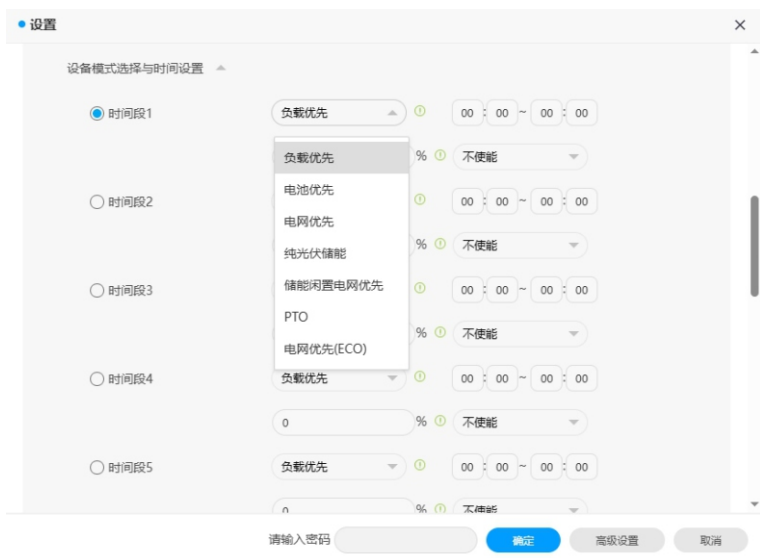 设置
设备模式选择与时间设置
时间段1 负载优先 00 : 00 ~ 00 : 00
负载优先 % 不使能
电池优先
时间段2 00 : 00 ~ 00 : 00
电网优先
% 不使能
纯光伏储能
储能闲置电网优先
时间段3 00 : 00 ~ 00 : 00
PTO
% 不使能
电网优先(ECO)
时间段4 负载优先 00 : 00 ~ 00 : 00
0 % 不使能
时间段5 负载优先 00 : 00 ~ 00 : 00
0 % 不使能
请输入密码 确定 高级设置 取消